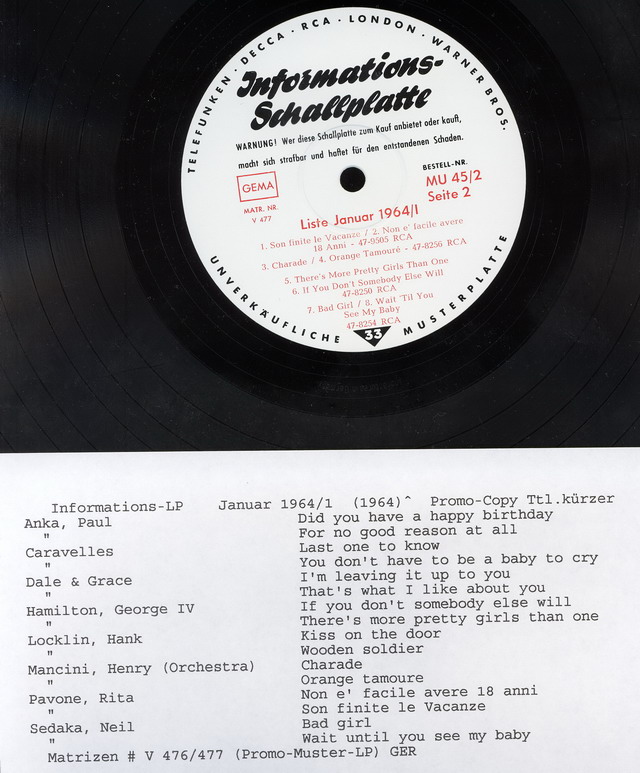 TELEFUNKEN · DECCA · RCA · LONDON · WARNER BROS.
Informations-
Schallplatte
WARNUNG! Wer diese Schallplatte zum Kauf anbietet oder kauft,
macht sich strafbar und haftet für den entstandenen Schaden.
GEMA
MATR. NR.
V 477
BESTELL-NR.
MU 45/2
Seite 2
Liste Januar 1964/I
1. Son finite le Vacanze / 2. Non e' facile avere
18 Anni - 47-9505 RCA
3. Charade / 4. Orange Tamouré - 47-8256 RCA
5. There's More Pretty Girls Than One
6. If You Don't Somebody Else Will
47-8250 RCA
7. Bad Girl / 8. Wait 'Til You
See My Baby
47-8254 RCA
33
UNVERKÄUFLICHE MUSTERPLATTE
Informations-LP Januar 1964/1 (1964)^ Promo-Copy Ttl.kürzer
Anka, Paul Did you have a happy birthday
" For no good reason at all
Caravelles Last one to know
" You don't have to be a baby to cry
Dale & Grace I'm leaving it up to you
" That's what I like about you
Hamilton, George IV If you don't somebody else will
" There's more pretty girls than one
Locklin, Hank Kiss on the door
" Wooden soldier
Mancini, Henry (Orchestra) Charade
" Orange tamoure
Pavone, Rita Non e' facile avere 18 anni
" Son finite le Vacanze
Sedaka, Neil Bad girl
" Wait until you see my baby
Matrizen # V 476/477 (Promo-Muster-LP) GER